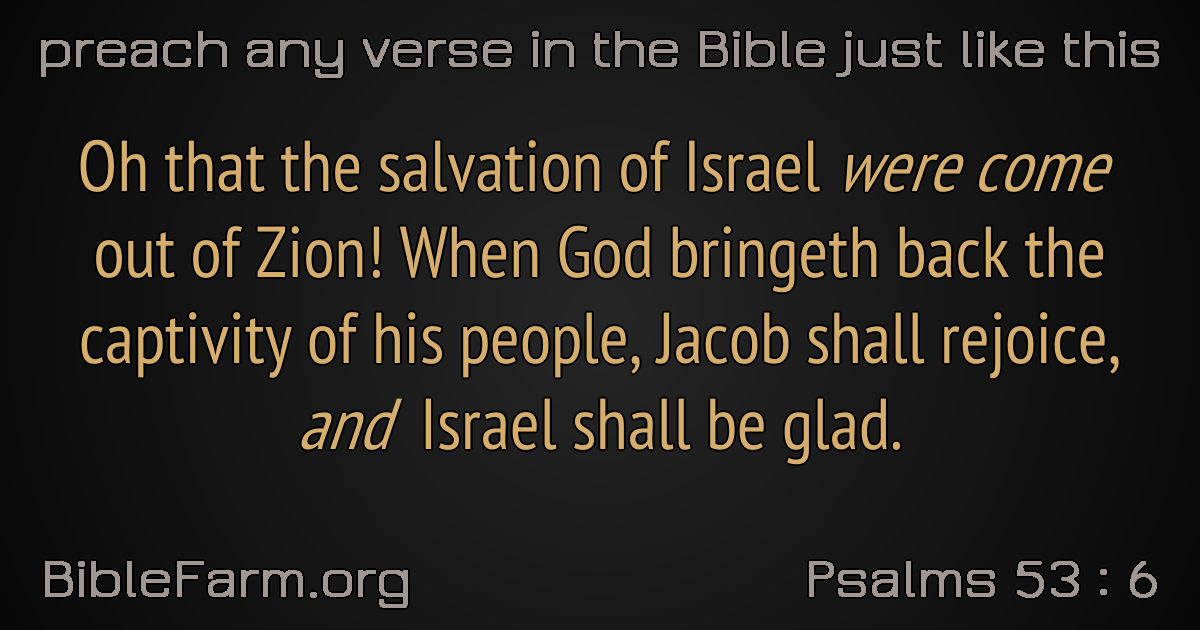 preach any verse in the Bible just like this
Oh that the salvation of Israel were come
out of Zion! When God bringeth back the
captivity of his people, Jacob shall rejoice,
and Israel shall be glad.
BibleFarm.org
Psalms 53 : 6